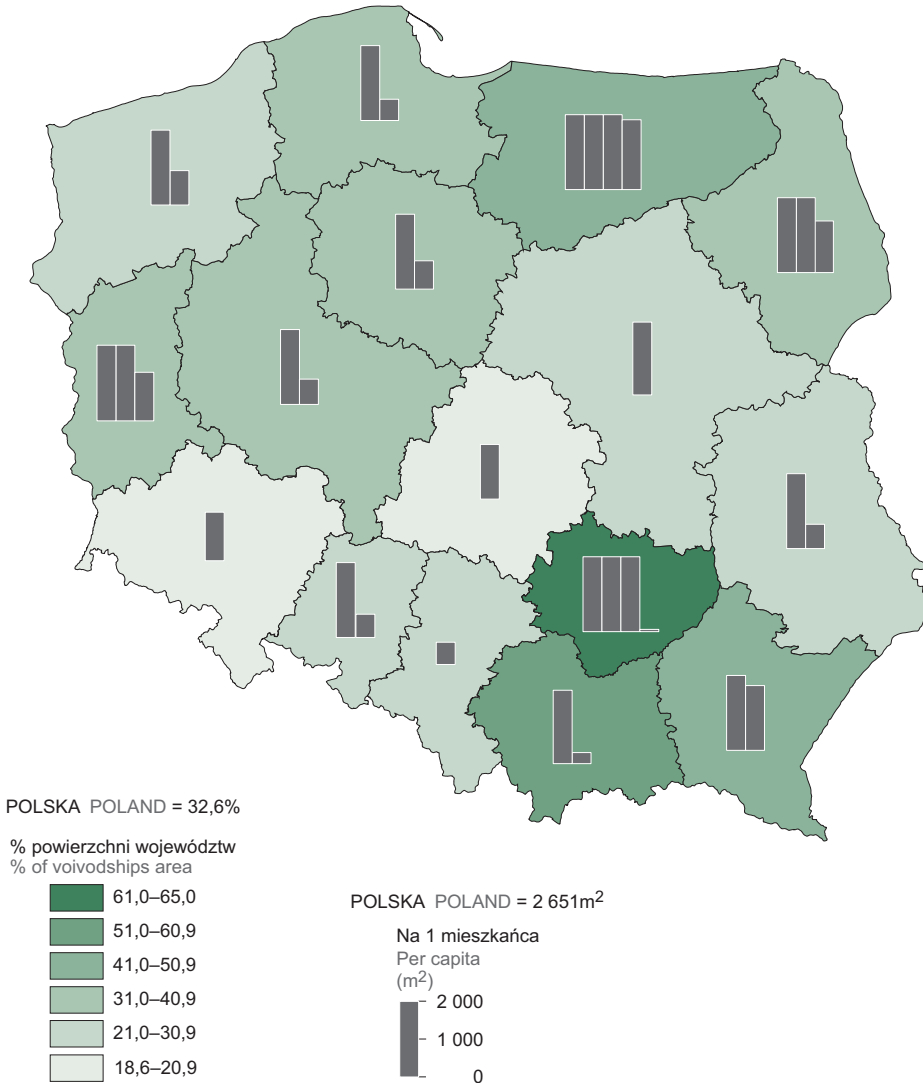 POLSKA POLAND = 32,6%
% powierzchni województw
% of voivodships area
61,0–65,0
51,0–60,9
41,0–50,9
31,0–40,9
21,0–30,9
18,6–20,9
POLSKA POLAND = 2 651m²
Na 1 mieszkańca
Per capita
(m²)
2 000
1 000
0